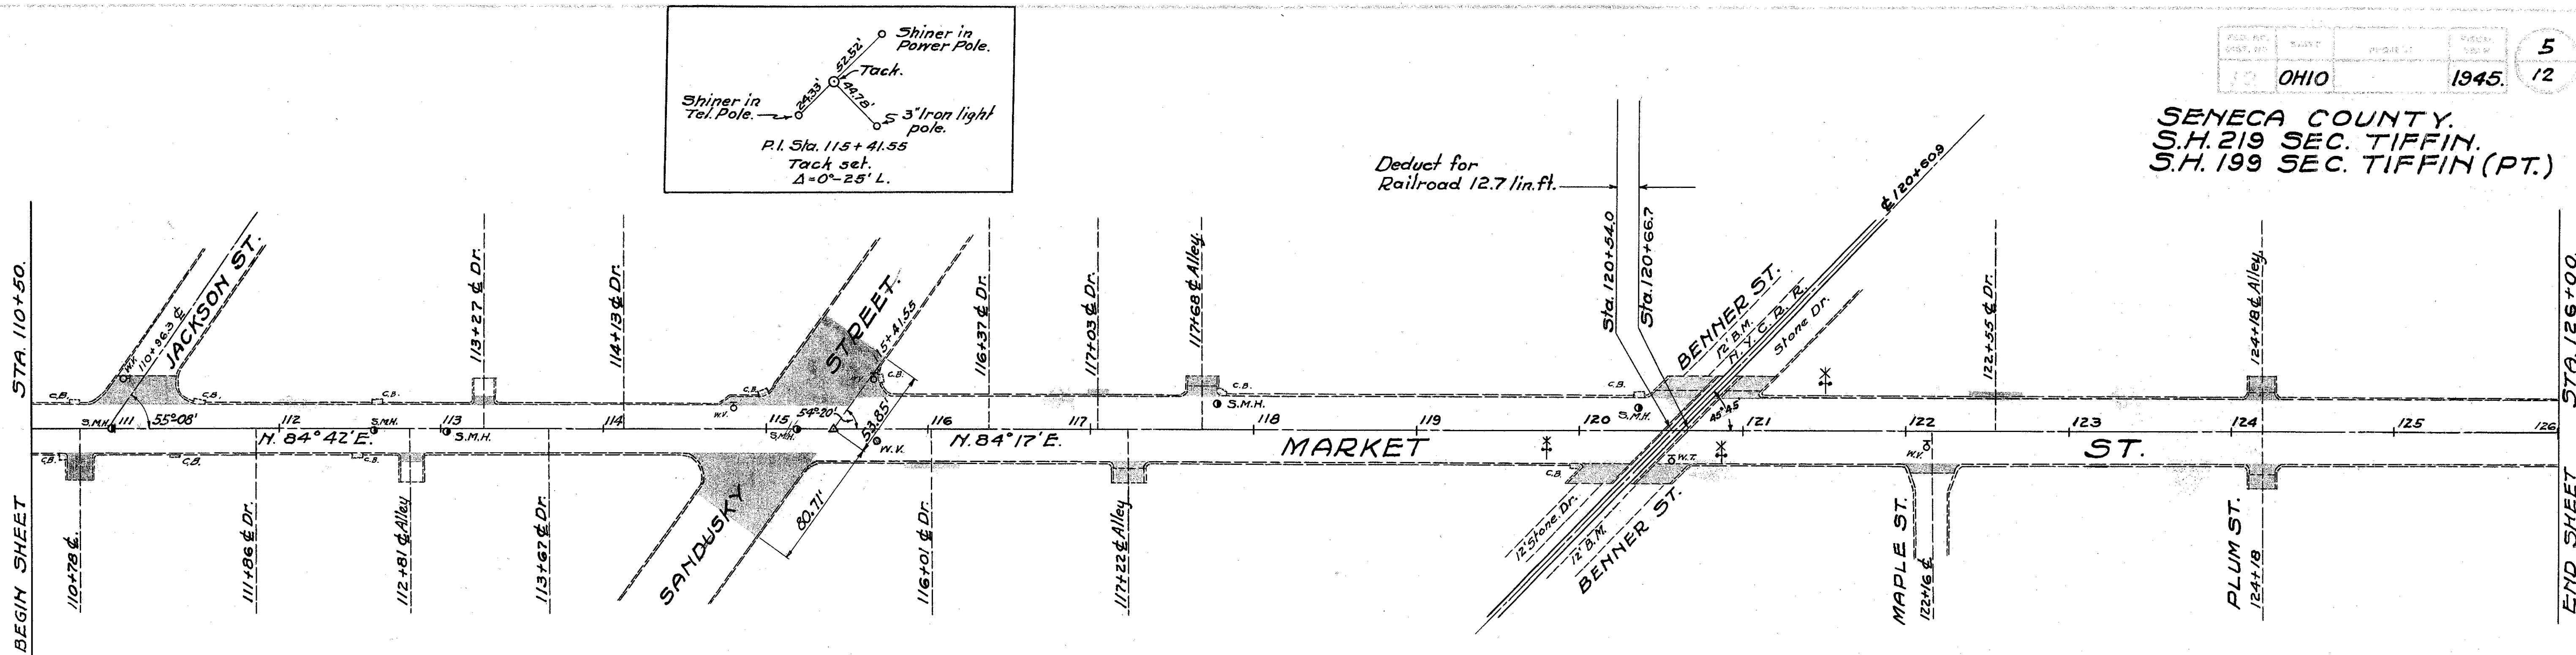 Shiner in
Power Pole.
52.52'
Tack.
24.33'
44.78'
Shiner in
Tel. Pole.
3" Iron light
pole.
P.I. Sta. 115+41.55
Tack set.
Δ=0°-25' L.
5
12
OHIO
1945.
SENECA COUNTY.
S.H. 219 SEC. TIFFIN.
S.H. 199 SEC. TIFFIN (PT.)
Deduct for
Railroad 12.7 lin.ft.
Sta. 120+54.0
Sta. 120+66.7
℄ 120+60.9
STA. 110+50.
BEGIN SHEET
JACKSON ST.
110+96.3 ℄
113+27 ℄ Dr.
114+13 ℄ Dr.
STREET.
115+41.55
116+37 ℄ Dr.
117+03 ℄ Dr.
117+68 ℄ Alley.
BENNER ST.
12' B.M.
N.Y.C.R.R.
Stone Dr.
122+55 ℄ Dr.
124+18 ℄ Alley.
STA. 126+00.
END SHEET
C.B.
C.B.
C.B.
C.B.
C.B.
C.B.
C.B.
W.V.
S.M.H.
S.M.H.
S.M.H.
S.M.H.
S.M.H.
S.M.H.
111
55°-08'
112
113
114
115
54°-20'
53.85'
116
117
118
119
120
45°45'
121
122
123
124
125
126
N. 84°42' E.
W.V.
N. 84°17' E.
MARKET
ST.
C.B.
C.B.
C.B.
C.B.
W.T.
W.V.
110+78 ℄.
111+86 ℄ Dr.
112+81 ℄ Alley
113+67 ℄ Dr.
SANDUSKY
80.71'
116+01 ℄ Dr.
117+22 ℄ Alley
12' Stone Dr.
12' B.M.
BENNER ST.
MAPLE ST.
122+16 ℄
PLUM ST.
124+18